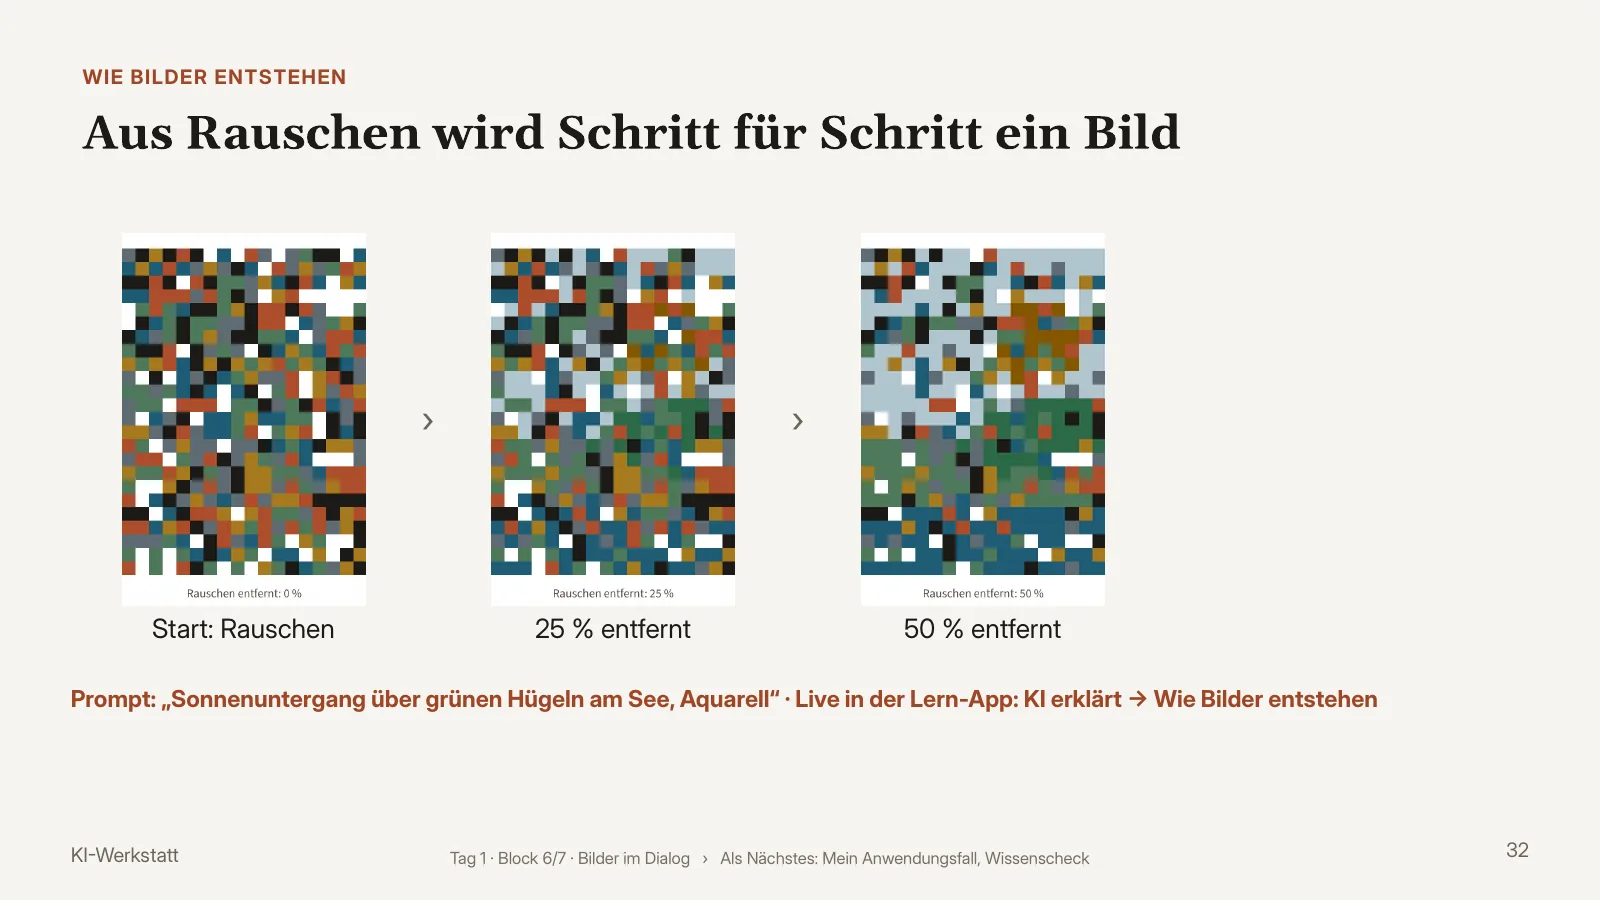 WIE BILDER ENTSTEHEN
Aus Rauschen wird Schritt für Schritt ein Bild
›
›
Rauschen entfernt: 0 %
Rauschen entfernt: 25 %
Rauschen entfernt: 50 %
Start: Rauschen
25 % entfernt
50 % entfernt
Prompt: „Sonnenuntergang über grünen Hügeln am See, Aquarell“ · Live in der Lern-App: KI erklärt → Wie Bilder entstehen
KI-Werkstatt
Tag 1 · Block 6/7 · Bilder im Dialog › Als Nächstes: Mein Anwendungsfall, Wissenscheck
32